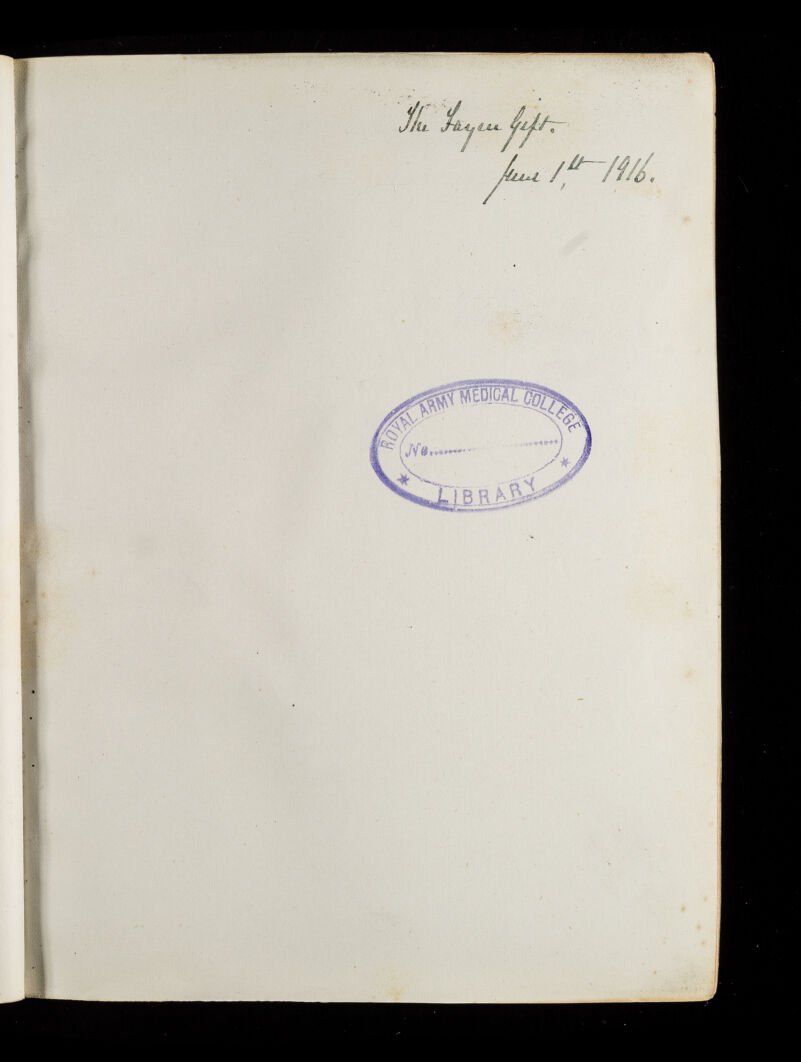 The Fayrer Gift.
June 1st 1916.
ROYAL ARMY MEDICAL COLLEGE
No.
LIBRARY